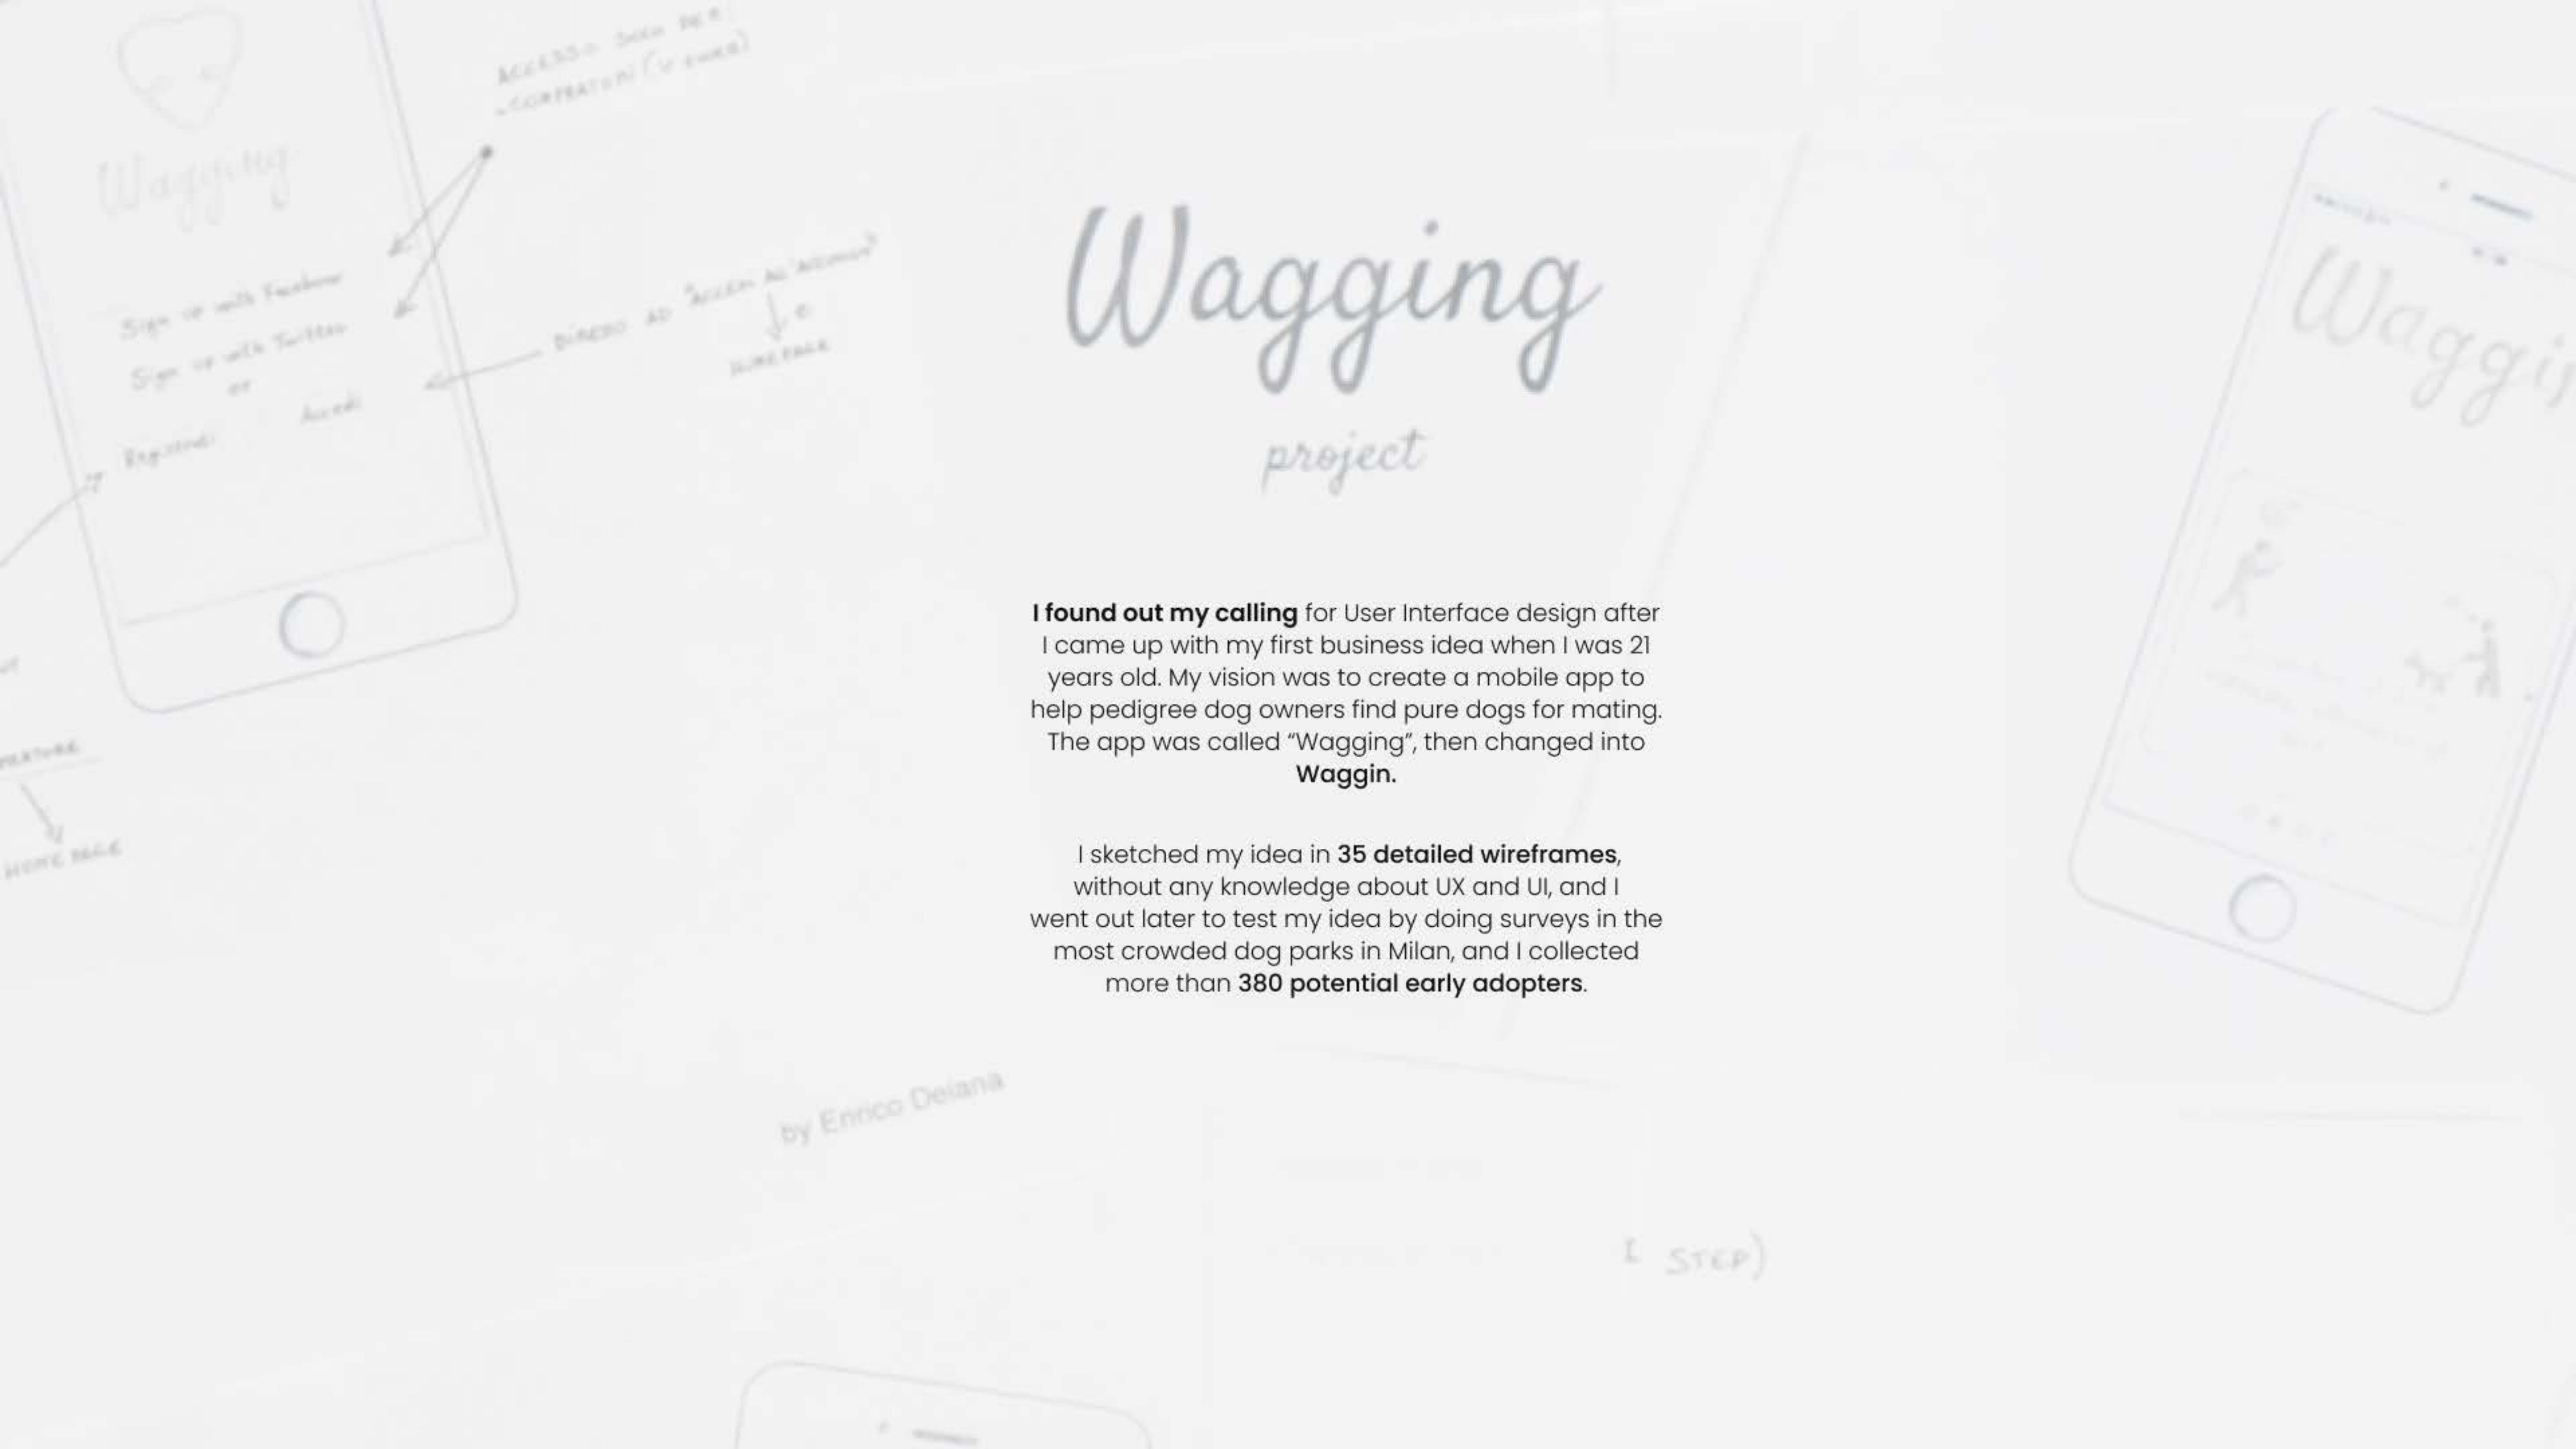 Wagging
project
I found out my calling for User Interface design after
I came up with my first business idea when I was 21
years old. My vision was to create a mobile app to
help pedigree dog owners find pure dogs for mating.
The app was called “Wagging”, then changed into
Waggin.
I sketched my idea in 35 detailed wireframes,
without any knowledge about UX and UI, and I
went out later to test my idea by doing surveys in the
most crowded dog parks in Milan, and I collected
more than 380 potential early adopters.
Wagging
Sign up with Facebook
Sign up with Twitter
or
Accedi
Registrati
HOME PAGE
HOME PAGE
by Enrico Deiana
I STEP)